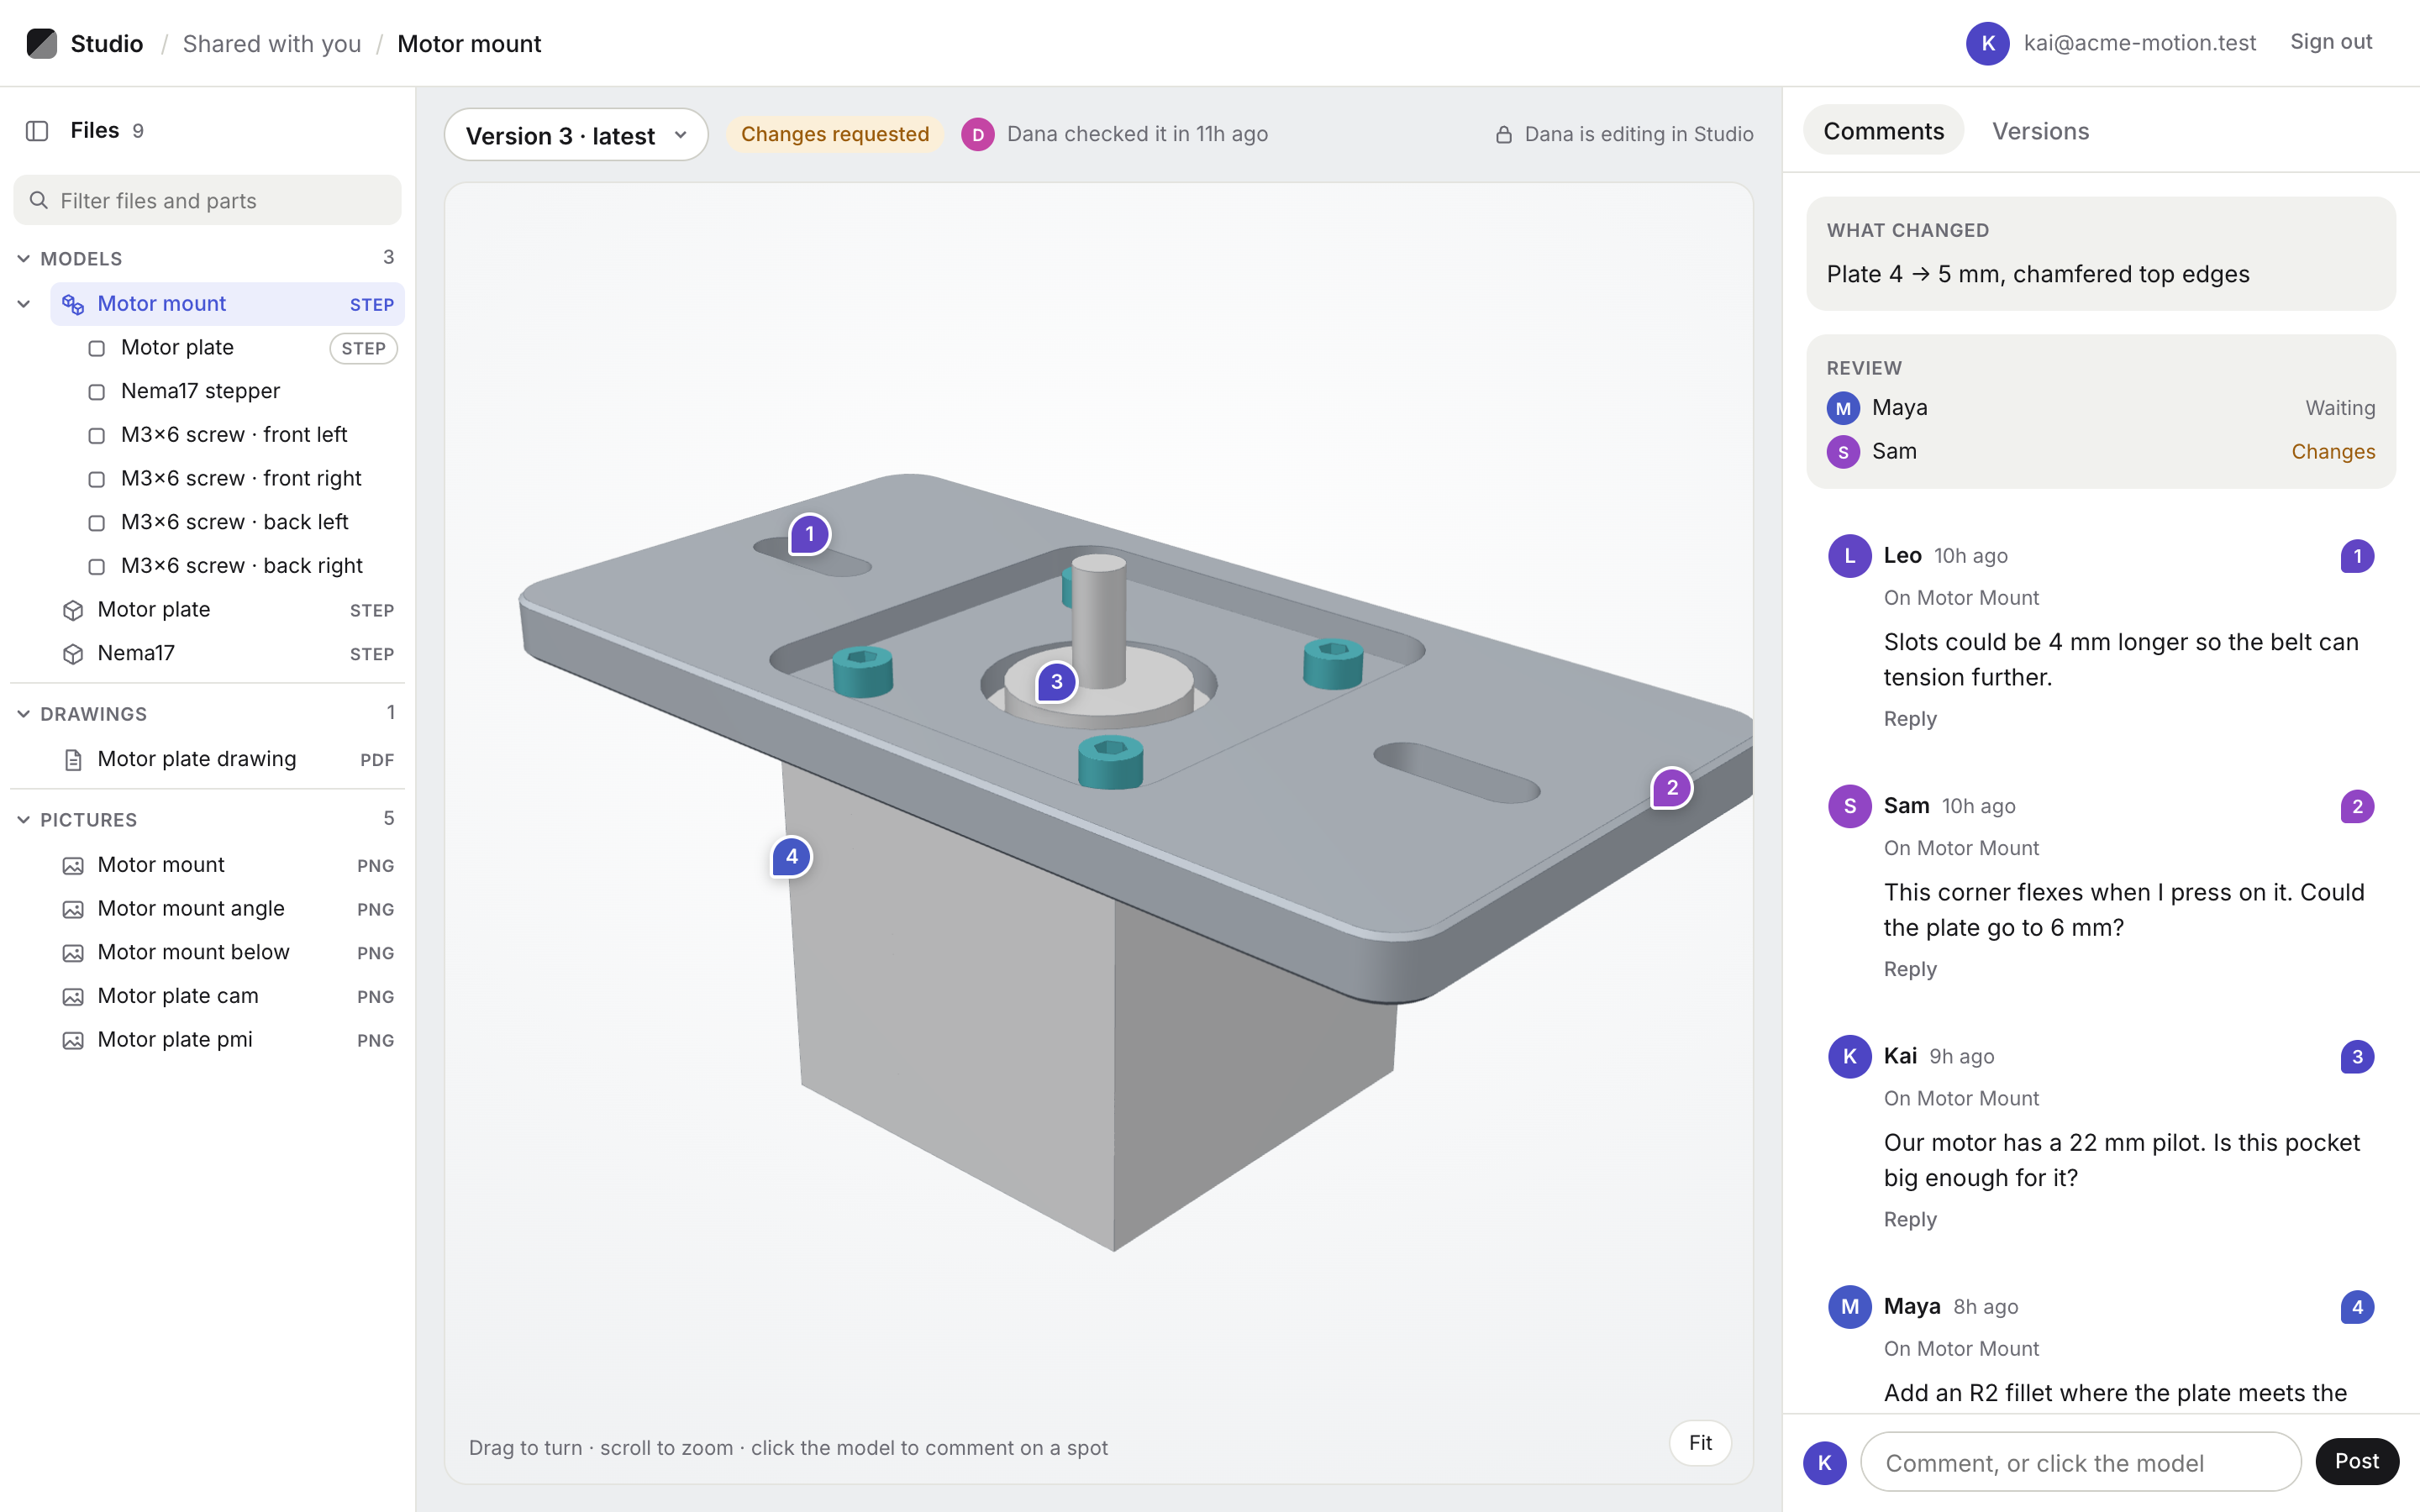 Studio / Shared with you / Motor mount
K kai@acme-motion.test Sign out
Files 9
Filter files and parts
MODELS 3
Motor mount STEP
Motor plate STEP
Nema17 stepper
M3×6 screw · front left
M3×6 screw · front right
M3×6 screw · back left
M3×6 screw · back right
Motor plate STEP
Nema17 STEP
DRAWINGS 1
Motor plate drawing PDF
PICTURES 5
Motor mount PNG
Motor mount angle PNG
Motor mount below PNG
Motor plate cam PNG
Motor plate pmi PNG
Version 3 · latest
Changes requested
D Dana checked it in 11h ago
Dana is editing in Studio
1
3
2
4
Drag to turn · scroll to zoom · click the model to comment on a spot
Fit
Comments Versions
WHAT CHANGED
Plate 4 → 5 mm, chamfered top edges
REVIEW
M Maya Waiting
S Sam Changes
L Leo 10h ago 1
On Motor Mount
Slots could be 4 mm longer so the belt can
tension further.
Reply
S Sam 10h ago 2
On Motor Mount
This corner flexes when I press on it. Could
the plate go to 6 mm?
Reply
K Kai 9h ago 3
On Motor Mount
Our motor has a 22 mm pilot. Is this pocket
big enough for it?
Reply
M Maya 8h ago 4
On Motor Mount
Add an R2 fillet where the plate meets the
K Comment, or click the model Post